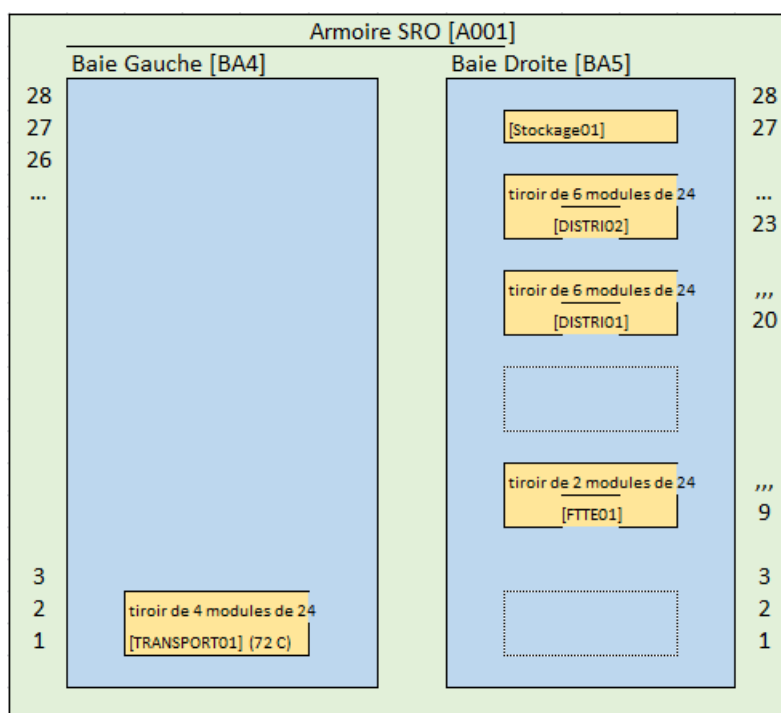 Armoire SRO [A001]
Baie Gauche [BA4]
Baie Droite [BA5]
28
28
27
[Stockage01]
27
26
...
tiroir de 6 modules de 24
...
[DISTRI02]
23
tiroir de 6 modules de 24
,,,
[DISTRI01]
20
tiroir de 2 modules de 24
,,,
[FTTE01]
9
3
3
2
tiroir de 4 modules de 24
2
1
[TRANSPORT01] (72 C)
1